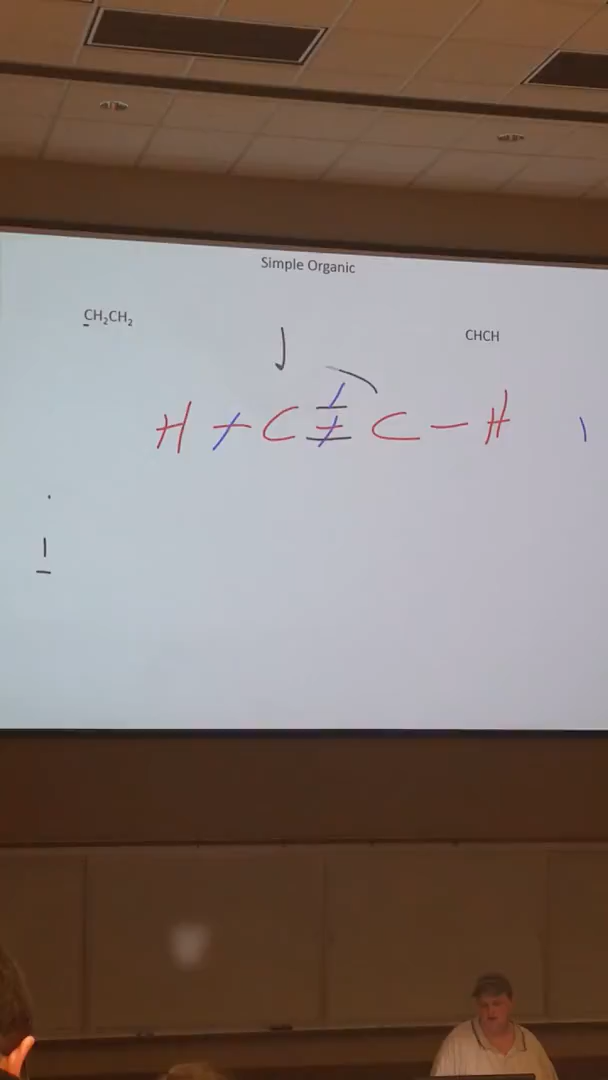 Simple Organic
CH₂CH₂
CHCH
H - C ≡ C - H